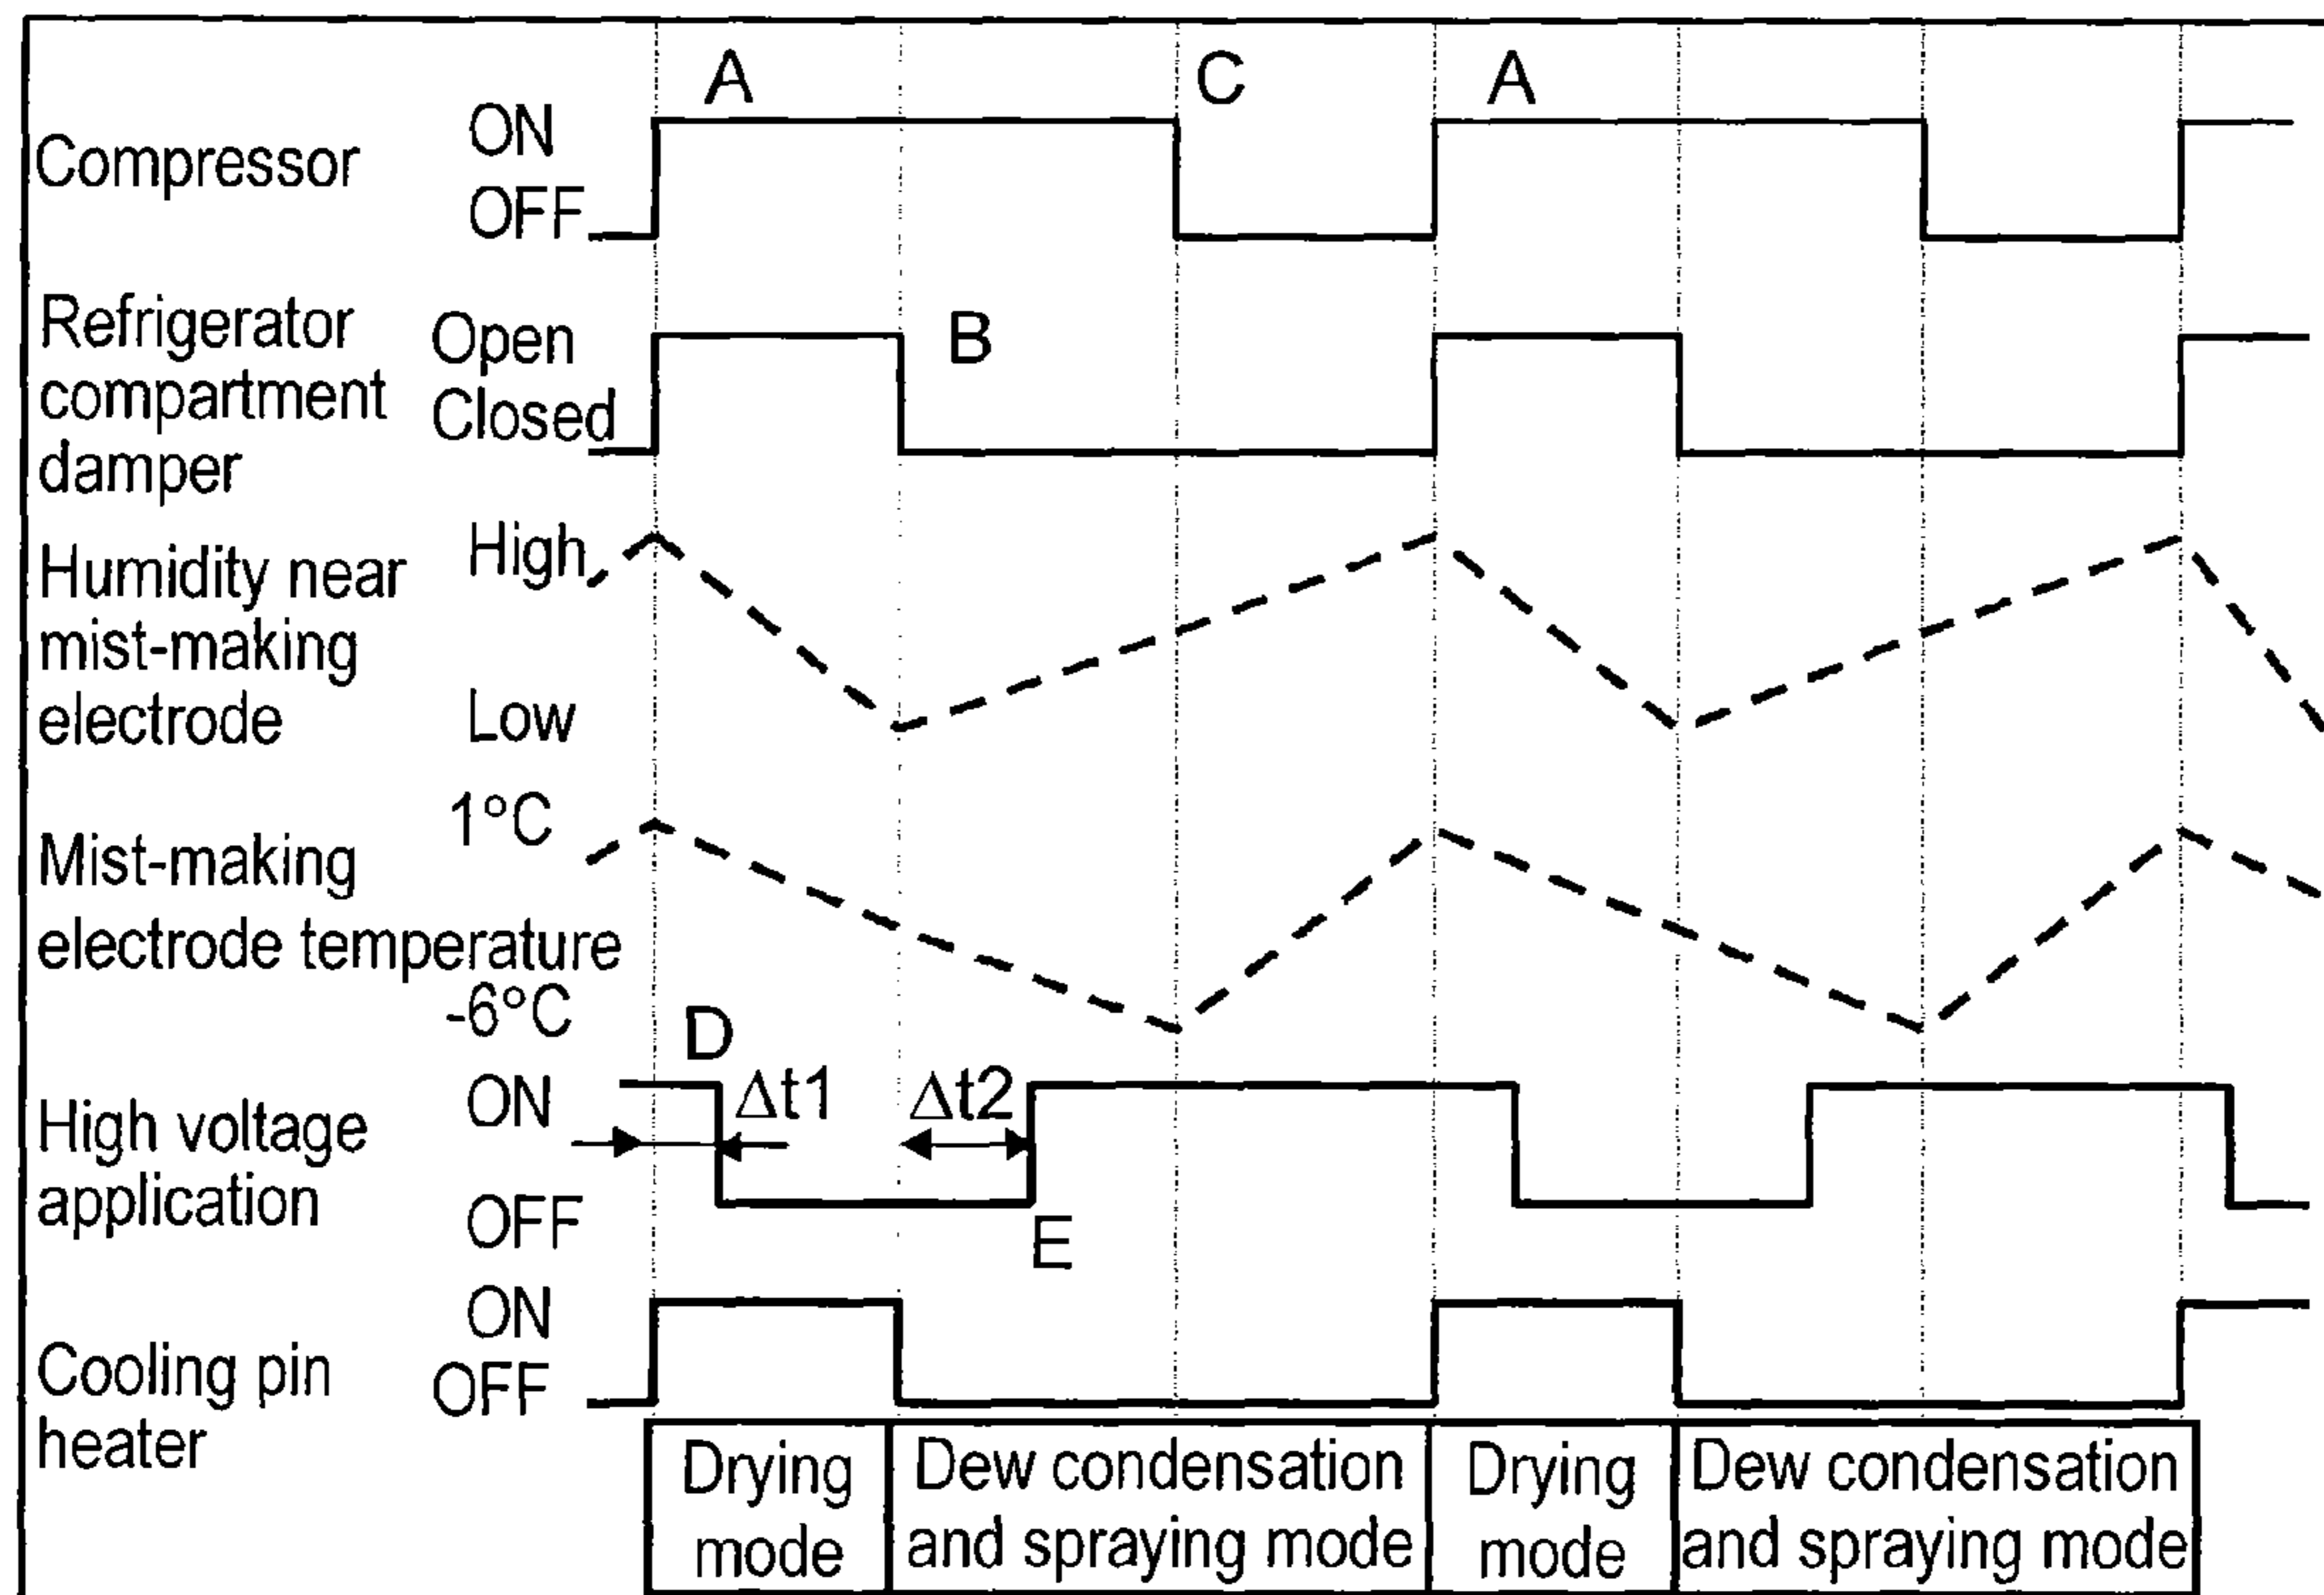 A
C
A
Compressor
ON
OFF
Refrigerator
compartment
damper
Open
Closed
B
Humidity near
mist-making
electrode
High
Low
Mist-making
electrode temperature
1°C
-6°C
High voltage
application
ON
OFF
D
Δt1
Δt2
E
Cooling pin
heater
ON
OFF
Drying
mode
Dew condensation
and spraying mode
Drying
mode
Dew condensation
and spraying mode